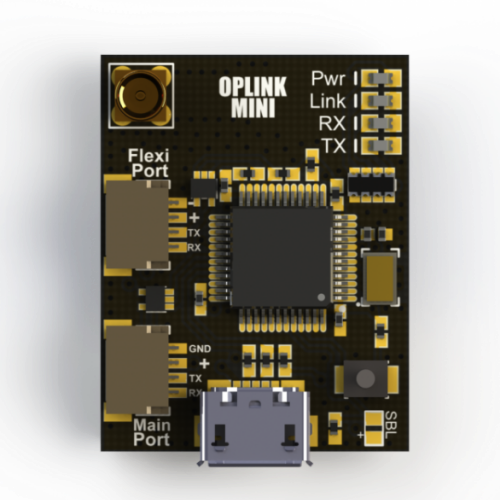 OPLINK
MINI
Pwr
Link
RX
TX
Flexi
Port
-
+
TX
RX
GND
+
TX
RX
Main
Port
SBL
+